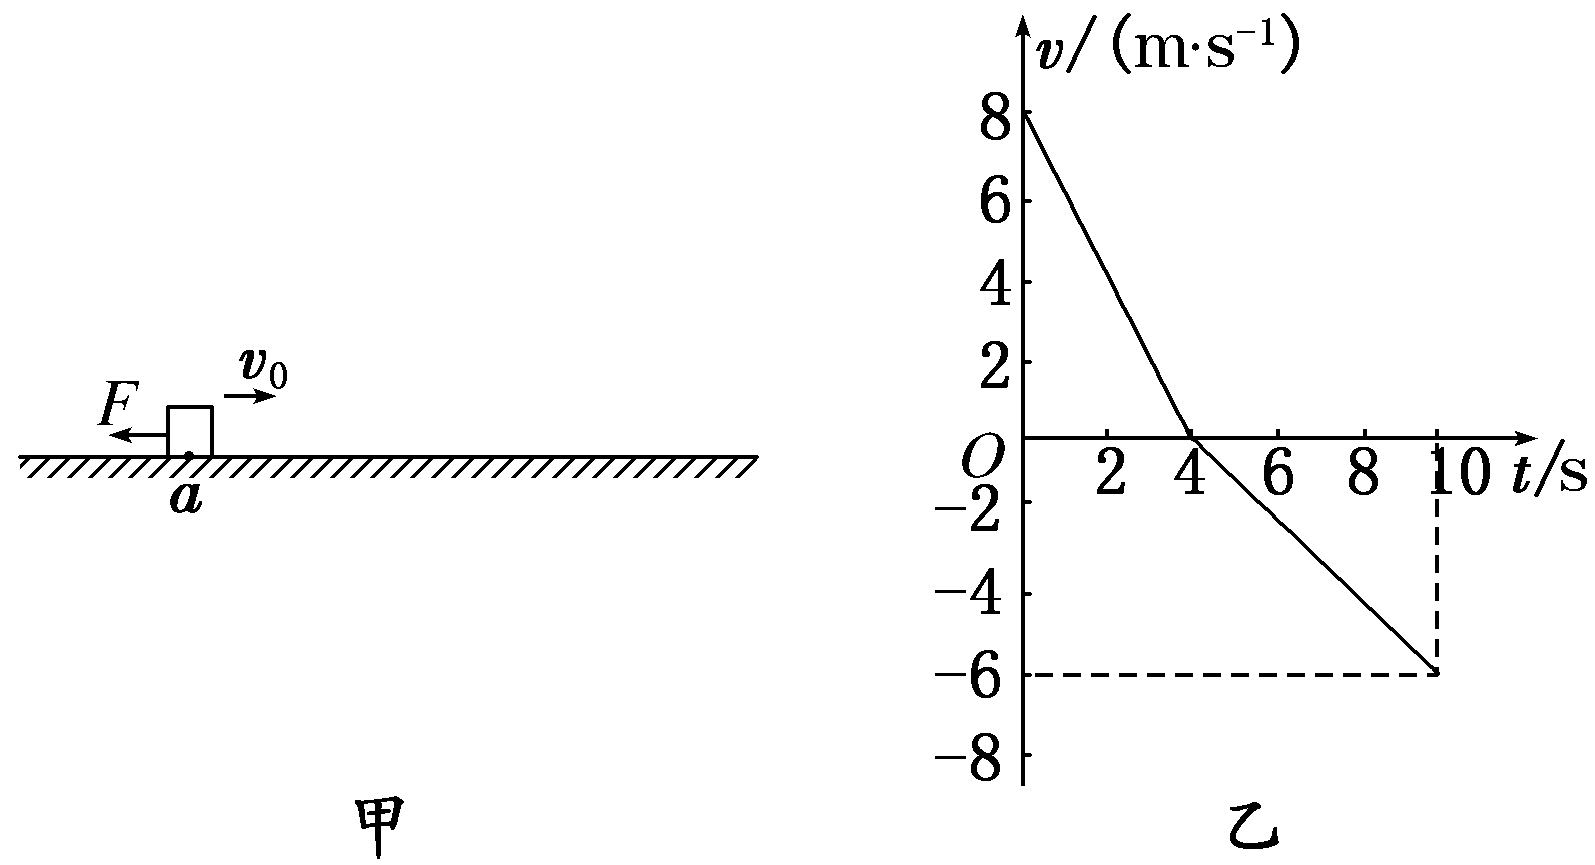 F
v₀
a
甲
v/(m·s⁻¹)
8
6
4
2
O
2 4 6 8 10 t/s
−2
−4
−6
−8
乙